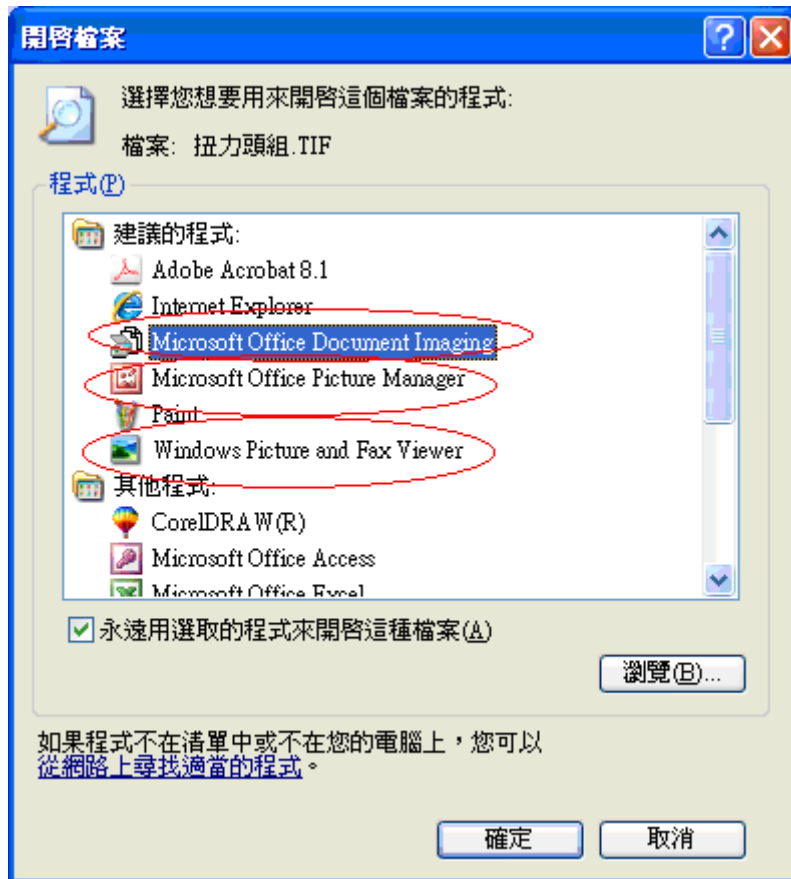 開啓檔案
選擇您想要用來開啓這個檔案的程式:
檔案: 扭力頭組.TIF
程式(P)
建議的程式:
Adobe Acrobat 8.1
Internet Explorer
Microsoft Office Document Imaging
Microsoft Office Picture Manager
Paint
Windows Picture and Fax Viewer
其他程式:
CorelDRAW(R)
Microsoft Office Access
Microsoft Office Excel
永遠用選取的程式來開啓這種檔案(A)
瀏覽(B)...
如果程式不在清單中或不在您的電腦上，您可以
從網路上尋找適當的程式。
確定
取消